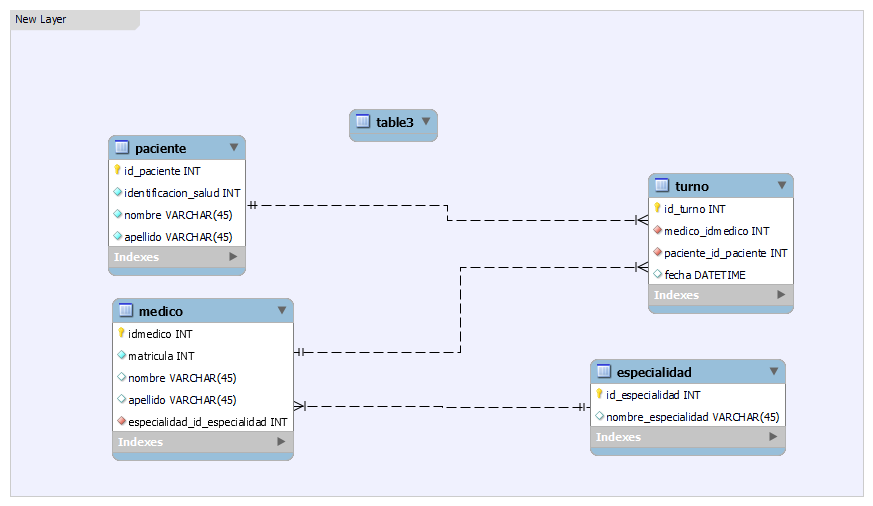 New Layer
table3
paciente
id_paciente INT
identificacion_salud INT
nombre VARCHAR(45)
apellido VARCHAR(45)
Indexes
turno
id_turno INT
medico_idmedico INT
paciente_id_paciente INT
fecha DATETIME
Indexes
medico
idmedico INT
matricula INT
nombre VARCHAR(45)
apellido VARCHAR(45)
especialidad_id_especialidad INT
Indexes
especialidad
id_especialidad INT
nombre_especialidad VARCHAR(45)
Indexes